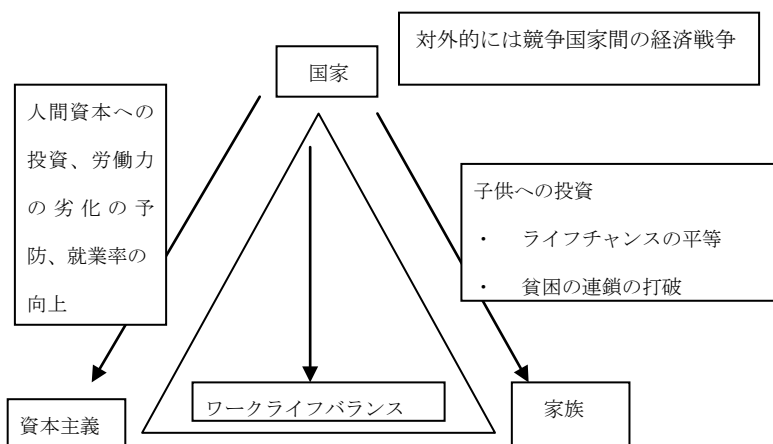 対外的には競争国家間の経済戦争
国家
人間資本への
投資、労働力
の劣化の予
防、就業率の
向上
子供への投資
・ ライフチャンスの平等
・ 貧困の連鎖の打破
ワークライフバランス
家族
資本主義